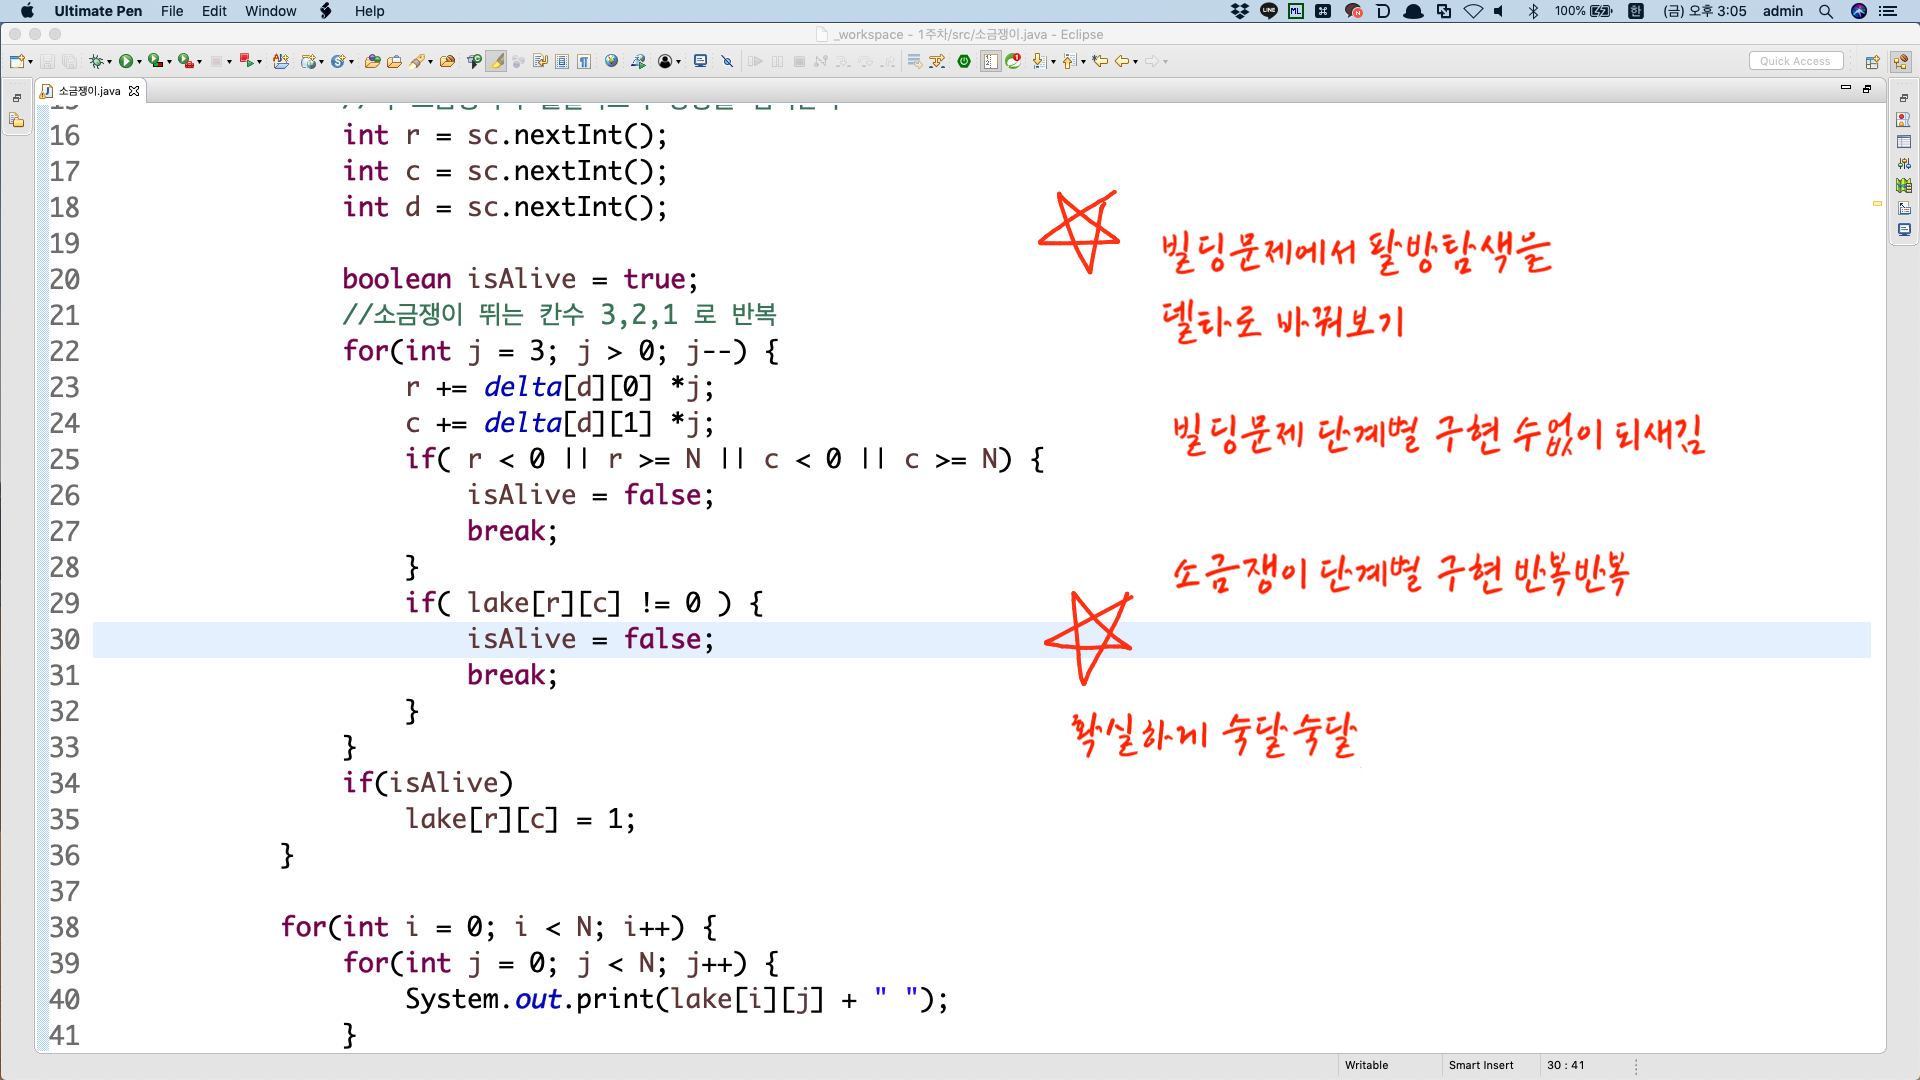 Ultimate Pen File Edit Window Help 100% 한 (금) 오후 3:05 admin
_workspace - 1주차/src/소금쟁이.java - Eclipse
Quick Access
소금쟁이.java
16 int r = sc.nextInt();
17 int c = sc.nextInt();
18 int d = sc.nextInt();
19
20 boolean isAlive = true;
21 //소금쟁이 뛰는 칸수 3,2,1 로 반복
22 for(int j = 3; j > 0; j--) {
23 r += delta[d][0] *j;
24 c += delta[d][1] *j;
25 if( r < 0 || r >= N || c < 0 || c >= N) {
26 isAlive = false;
27 break;
28 }
29 if( lake[r][c] != 0 ) {
30 isAlive = false;
31 break;
32 }
33 }
34 if(isAlive)
35 lake[r][c] = 1;
36 }
37
38 for(int i = 0; i < N; i++) {
39 for(int j = 0; j < N; j++) {
40 System.out.print(lake[i][j] + " ");
41 }
빌딩문제에서 팔방탐색을
델타로 바꿔보기
빌딩문제 단계별 구현 수없이 되새김
소금쟁이 단계별 구현 반복반복
확실하게 숙달숙달
Writable Smart Insert 30 : 41